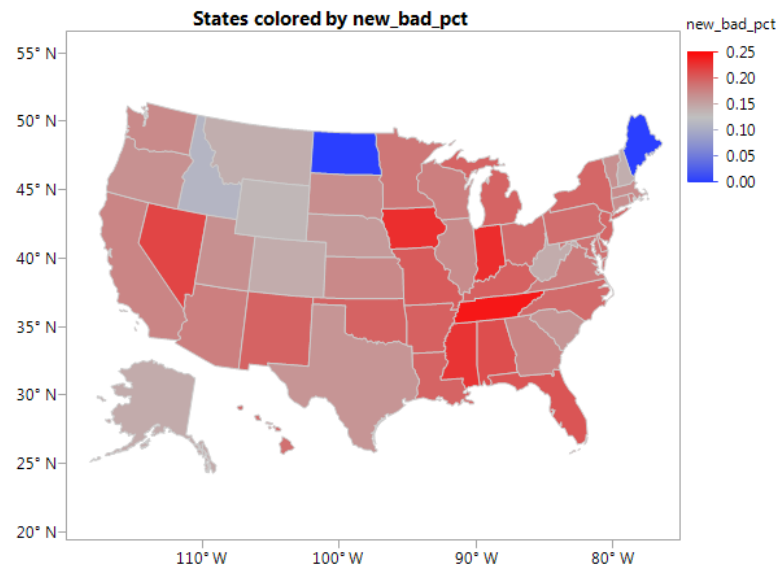 States colored by new_bad_pct
new_bad_pct
0.25
0.20
0.15
0.10
0.05
0.00
55° N
50° N
45° N
40° N
35° N
30° N
25° N
20° N
110° W
100° W
90° W
80° W